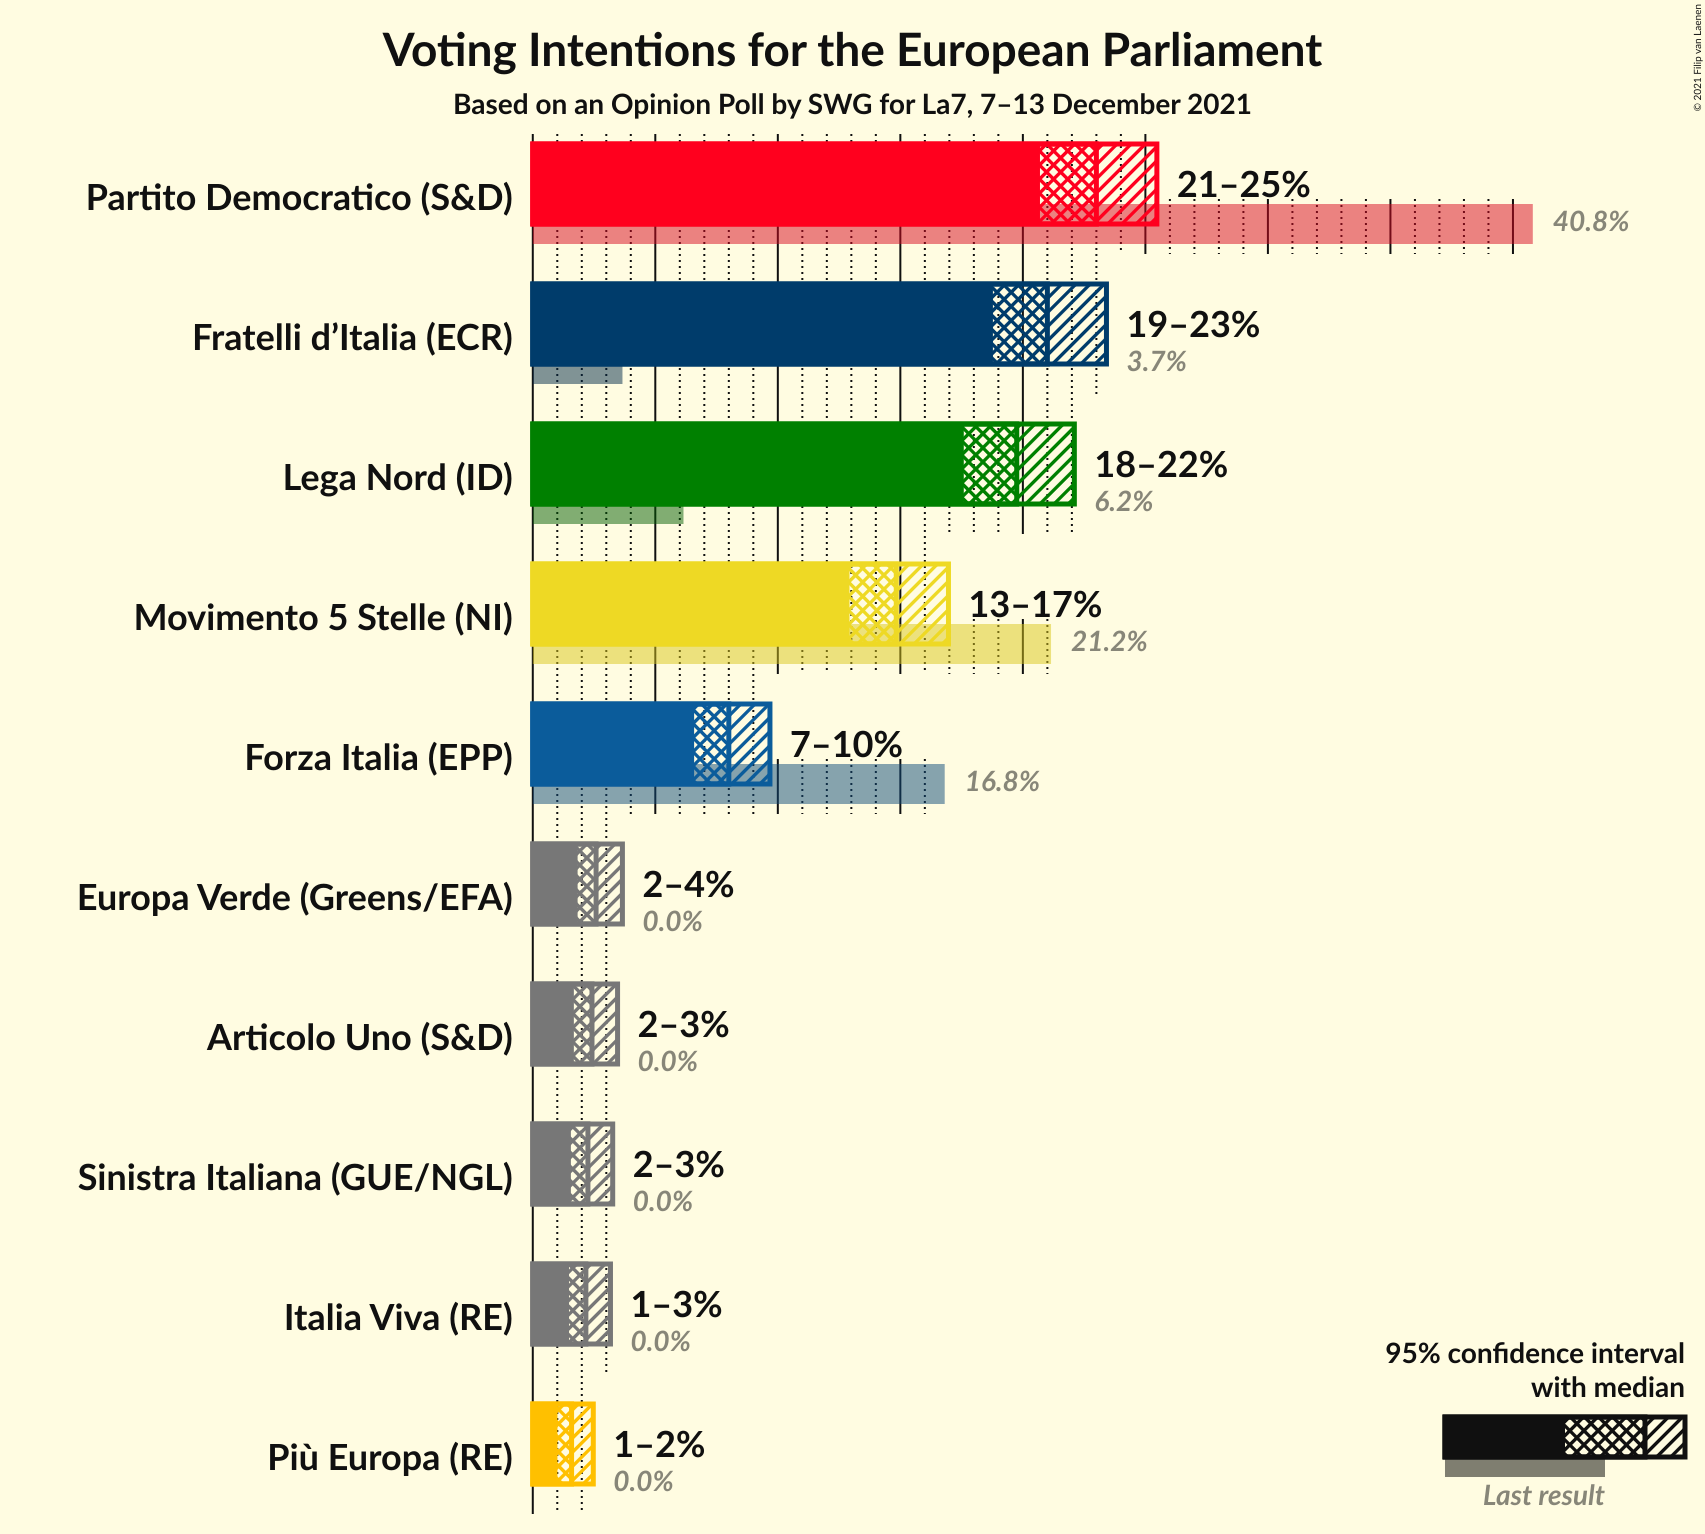 Voting Intentions for the European Parliament
Based on an Opinion Poll by SWG for La7, 7–13 December 2021
© 2021 Filip van Laenen
Partito Democratico (S&D)
21–25%
40.8%
Fratelli d’Italia (ECR)
19–23%
3.7%
Lega Nord (ID)
18–22%
6.2%
Movimento 5 Stelle (NI)
13–17%
21.2%
Forza Italia (EPP)
7–10%
16.8%
Europa Verde (Greens/EFA)
2–4%
0.0%
Articolo Uno (S&D)
2–3%
0.0%
Sinistra Italiana (GUE/NGL)
2–3%
0.0%
Italia Viva (RE)
1–3%
0.0%
Più Europa (RE)
1–2%
0.0%
95% confidence interval
with median
Last result